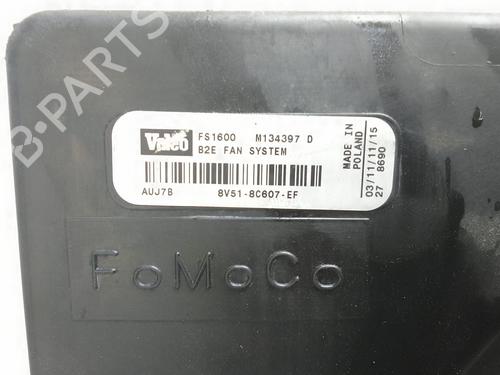 B-PARTS
Valeo FS1600 M134397 D
B2E FAN SYSTEM
AUJ7B 8V51-8C607-EF
MADE IN
POLAND
03/11/11/15
27 8690
FoMoCo